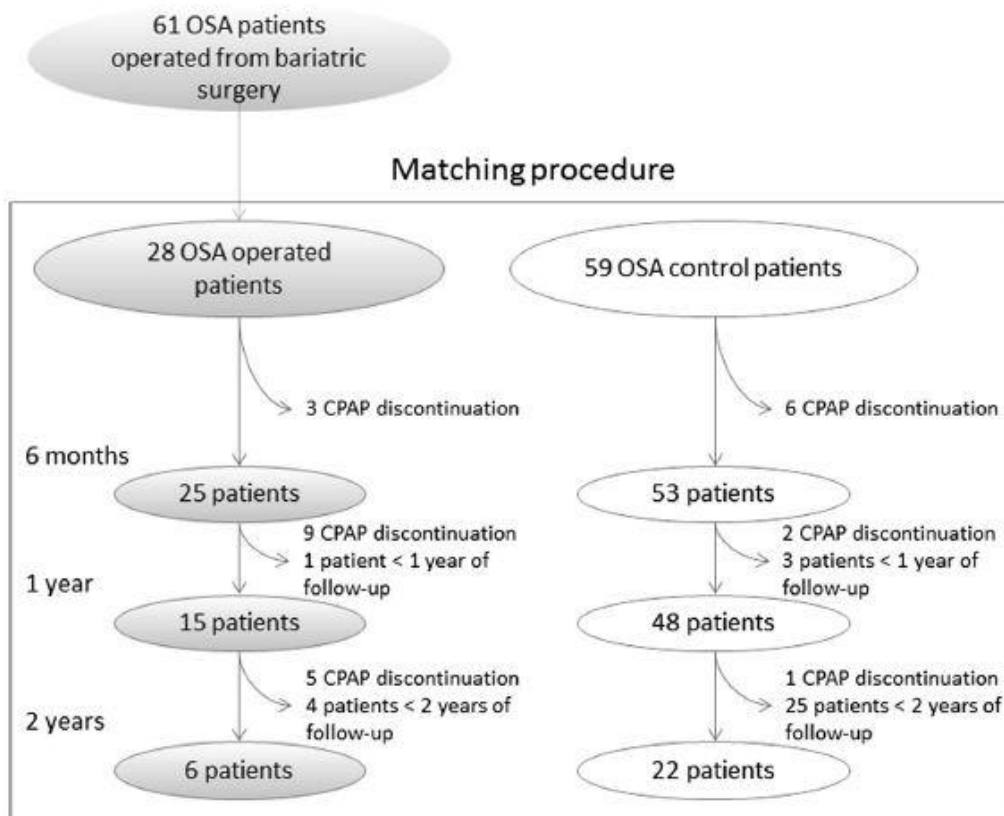 61 OSA patients
operated from bariatric
surgery
Matching procedure
28 OSA operated
patients
59 OSA control patients
3 CPAP discontinuation
6 CPAP discontinuation
6 months
25 patients
53 patients
9 CPAP discontinuation
1 patient < 1 year of
follow-up
2 CPAP discontinuation
3 patients < 1 year of
follow-up
1 year
15 patients
48 patients
5 CPAP discontinuation
4 patients < 2 years of
follow-up
1 CPAP discontinuation
25 patients < 2 years of
follow-up
2 years
6 patients
22 patients